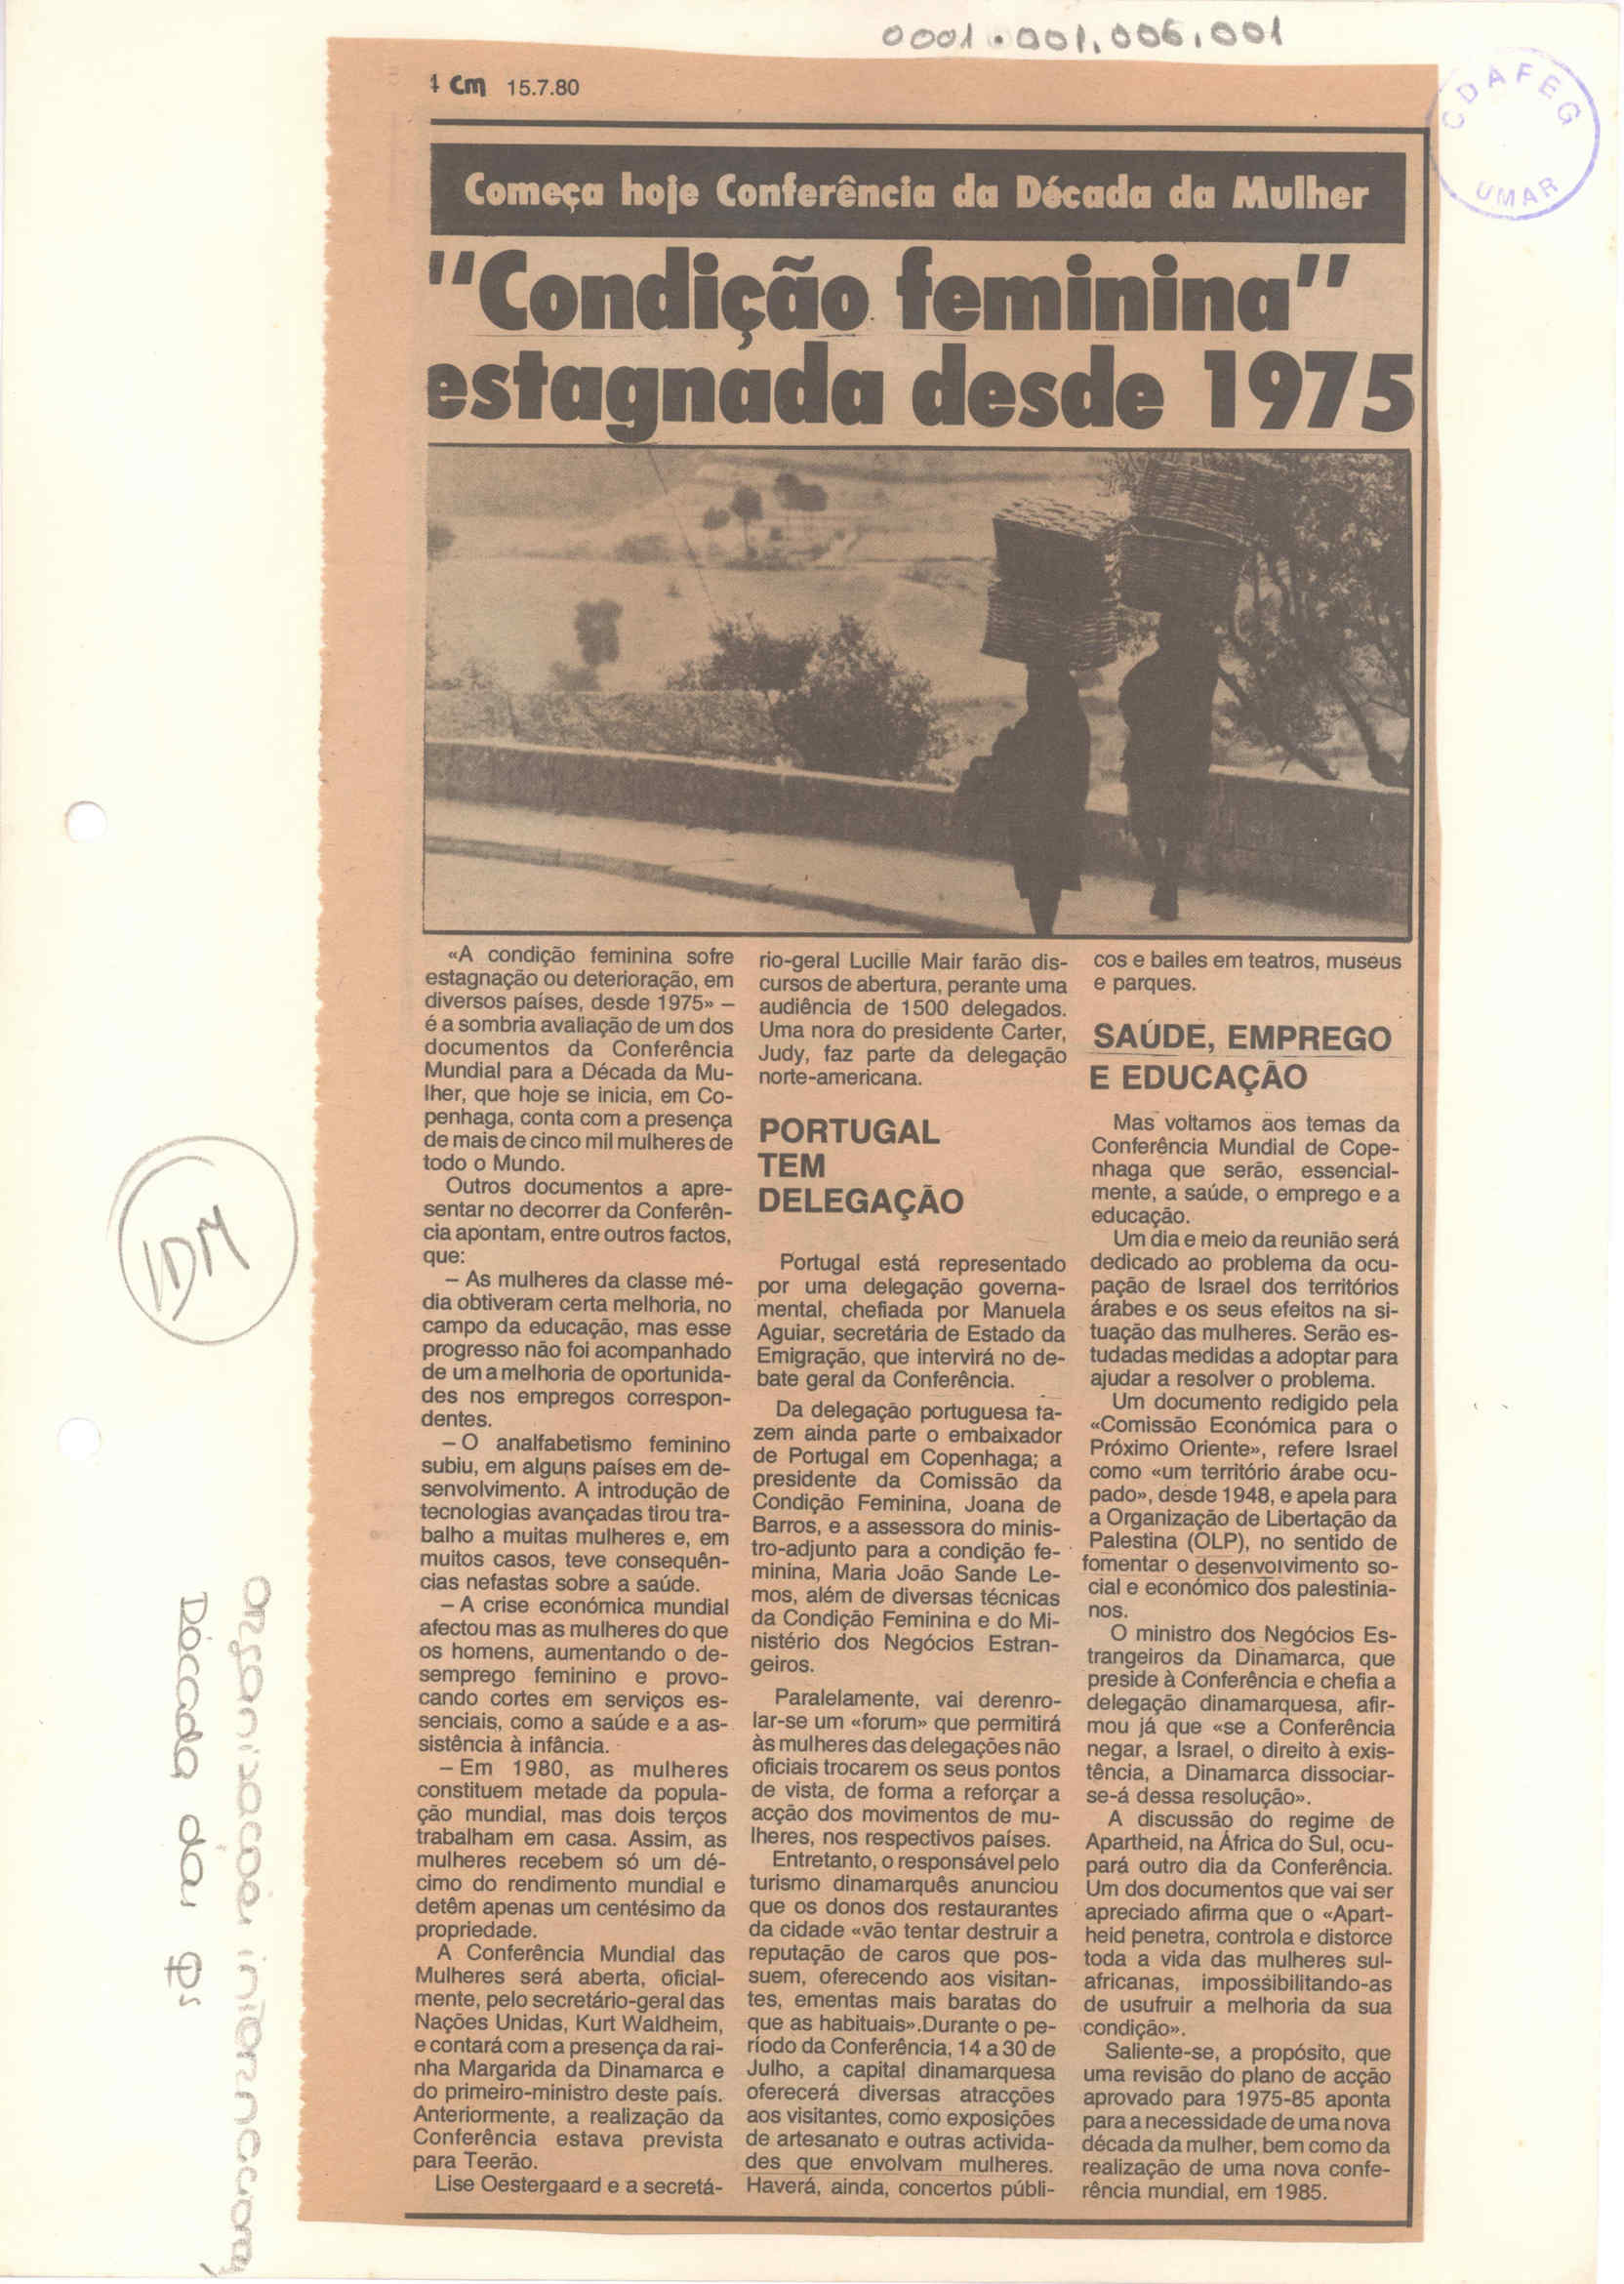 0001.001.006.001
CDAFEG
UMAR
4 cm 15.7.80
Começa hoje Conferência da Década da Mulher
"Condição feminina"
estagnada desde 1975
«A condição feminina sofre
estagnação ou deterioração, em
diversos países, desde 1975» –
é a sombria avaliação de um dos
documentos da Conferência
Mundial para a Década da Mu-
lher, que hoje se inicia, em Co-
penhaga, conta com a presença
de mais de cinco mil mulheres de
todo o Mundo.
Outros documentos a apre-
sentar no decorrer da Conferên-
cia apontam, entre outros factos,
que:
– As mulheres da classe mé-
dia obtiveram certa melhoria, no
campo da educação, mas esse
progresso não foi acompanhado
de uma melhoria de oportunida-
des nos empregos correspon-
dentes.
– O analfabetismo feminino
subiu, em alguns países em de-
senvolvimento. A introdução de
tecnologias avançadas tirou tra-
balho a muitas mulheres e, em
muitos casos, teve consequên-
cias nefastas sobre a saúde.
– A crise económica mundial
afectou mas as mulheres do que
os homens, aumentando o de-
semprego feminino e provo-
cando cortes em serviços es-
senciais, como a saúde e a as-
sistência à infância.
– Em 1980, as mulheres
constituem metade da popula-
ção mundial, mas dois terços
trabalham em casa. Assim, as
mulheres recebem só um dé-
cimo do rendimento mundial e
detêm apenas um centésimo da
propriedade.
A Conferência Mundial das
Mulheres será aberta, oficial-
mente, pelo secretário-geral das
Nações Unidas, Kurt Waldheim,
e contará com a presença da rai-
nha Margarida da Dinamarca e
do primeiro-ministro deste país.
Anteriormente, a realização da
Conferência estava prevista
para Teerão.
Lise Oestergaard e a secretá-
rio-geral Lucille Mair farão dis-
cursos de abertura, perante uma
audiência de 1500 delegados.
Uma nora do presidente Carter,
Judy, faz parte da delegação
norte-americana.
PORTUGAL
TEM
DELEGAÇÃO
Portugal está representado
por uma delegação governa-
mental, chefiada por Manuela
Aguiar, secretária de Estado da
Emigração, que intervirá no de-
bate geral da Conferência.
Da delegação portuguesa fa-
zem ainda parte o embaixador
de Portugal em Copenhaga; a
presidente da Comissão da
Condição Feminina, Joana de
Barros, e a assessora do minis-
tro-adjunto para a condição fe-
minina, Maria João Sande Le-
mos, além de diversas técnicas
da Condição Feminina e do Mi-
nistério dos Negócios Estran-
geiros.
Paralelamente, vai derenro-
lar-se um «forum» que permitirá
às mulheres das delegações não
oficiais trocarem os seus pontos
de vista, de forma a reforçar a
acção dos movimentos de mu-
lheres, nos respectivos países.
Entretanto, o responsável pelo
turismo dinamarquês anunciou
que os donos dos restaurantes
da cidade «vão tentar destruir a
reputação de caros que pos-
suem, oferecendo aos visitan-
tes, ementas mais baratas do
que as habituais».Durante o pe-
ríodo da Conferência, 14 a 30 de
Julho, a capital dinamarquesa
oferecerá diversas atracções
aos visitantes, como exposições
de artesanato e outras activida-
des que envolvam mulheres.
Haverá, ainda, concertos públi-
cos e bailes em teatros, museus
e parques.
SAÚDE, EMPREGO
E EDUCAÇÃO
Mas voltamos aos temas da
Conferência Mundial de Cope-
nhaga que serão, essencial-
mente, a saúde, o emprego e a
educação.
Um dia e meio da reunião será
dedicado ao problema da ocu-
pação de Israel dos territórios
árabes e os seus efeitos na si-
tuação das mulheres. Serão es-
tudadas medidas a adoptar para
ajudar a resolver o problema.
Um documento redigido pela
«Comissão Económica para o
Próximo Oriente», refere Israel
como «um território árabe ocu-
pado», desde 1948, e apela para
a Organização de Libertação da
Palestina (OLP), no sentido de
fomentar o desenvolvimento so-
cial e económico dos palestinia-
nos.
O ministro dos Negócios Es-
trangeiros da Dinamarca, que
preside à Conferência e chefia a
delegação dinamarquesa, afir-
mou já que «se a Conferência
negar, a Israel, o direito à exis-
tência, a Dinamarca dissociar-
se-á dessa resolução».
A discussão do regime de
Apartheid, na África do Sul, ocu-
pará outro dia da Conferência.
Um dos documentos que vai ser
apreciado afirma que o «Apart-
heid penetra, controla e distorce
toda a vida das mulheres sul-
africanas, impossibilitando-as
de usufruir a melhoria da sua
condição».
Saliente-se, a propósito, que
uma revisão do plano de acção
aprovado para 1975-85 aponta
para a necessidade de uma nova
década da mulher, bem como da
realização de uma nova confe-
rência mundial, em 1985.
IDM
organizações internacionais
Década das ♀s